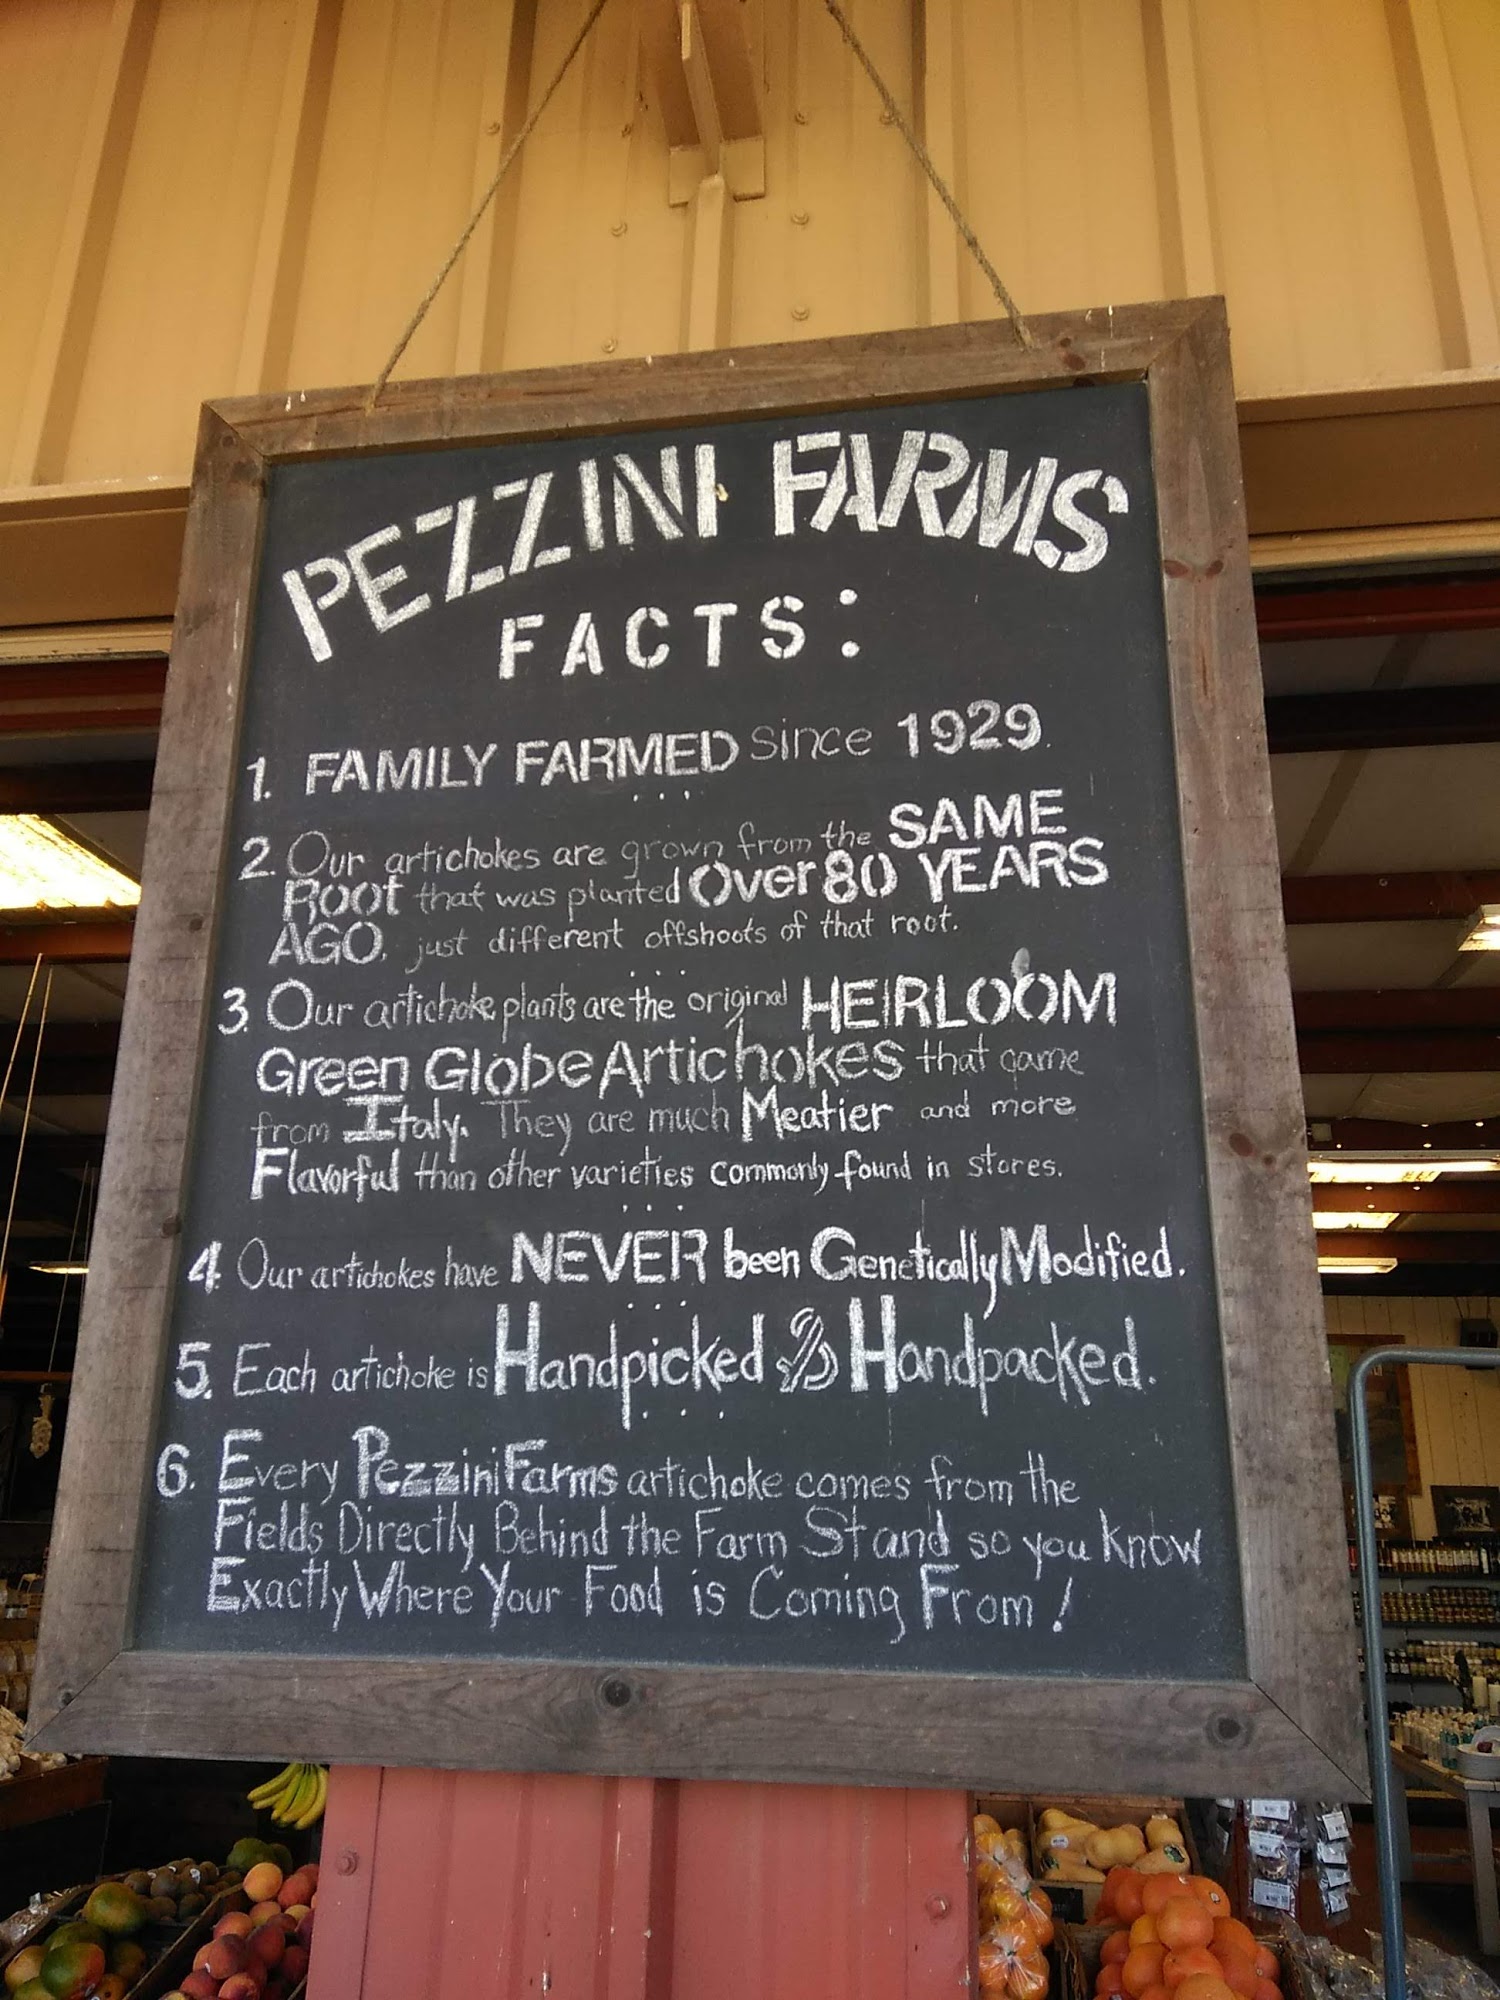 PEZZINI FARMS
FACTS:
1. FAMILY FARMED since 1929.
...
2. Our artichokes are grown from the SAME
ROOT that was planted Over 80 YEARS
AGO, just different offshoots of that root.
...
3. Our artichoke plants are the original HEIRLOOM
Green Globe Artichokes that came
from Italy. They are much Meatier and more
Flavorful than other varieties commonly found in stores.
...
4. Our artichokes have NEVER been Genetically Modified.
...
5. Each artichoke is Handpicked & Handpacked.
...
6. Every Pezzini Farms artichoke comes from the
Fields Directly Behind the Farm Stand so you know
Exactly Where Your Food is Coming From!